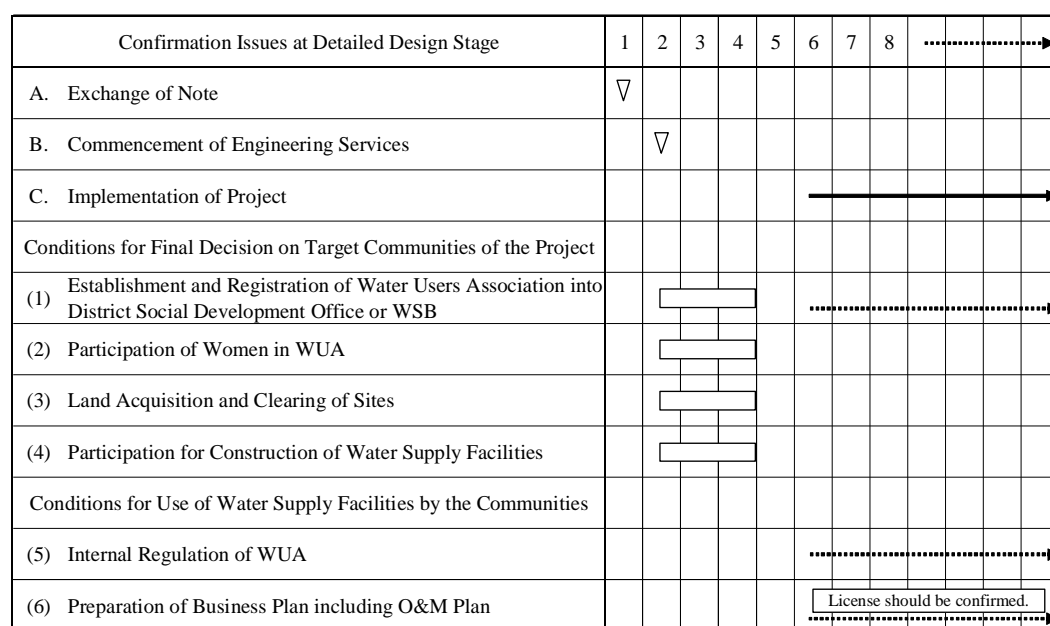 Confirmation Issues at Detailed Design Stage 1 2 3 4 5 6 7 8
A. Exchange of Note
B. Commencement of Engineering Services
C. Implementation of Project
Conditions for Final Decision on Target Communities of the Project
(1) Establishment and Registration of Water Users Association into
District Social Development Office or WSB
(2) Participation of Women in WUA
(3) Land Acquisition and Clearing of Sites
(4) Participation for Construction of Water Supply Facilities
Conditions for Use of Water Supply Facilities by the Communities
(5) Internal Regulation of WUA
(6) Preparation of Business Plan including O&M Plan License should be confirmed.